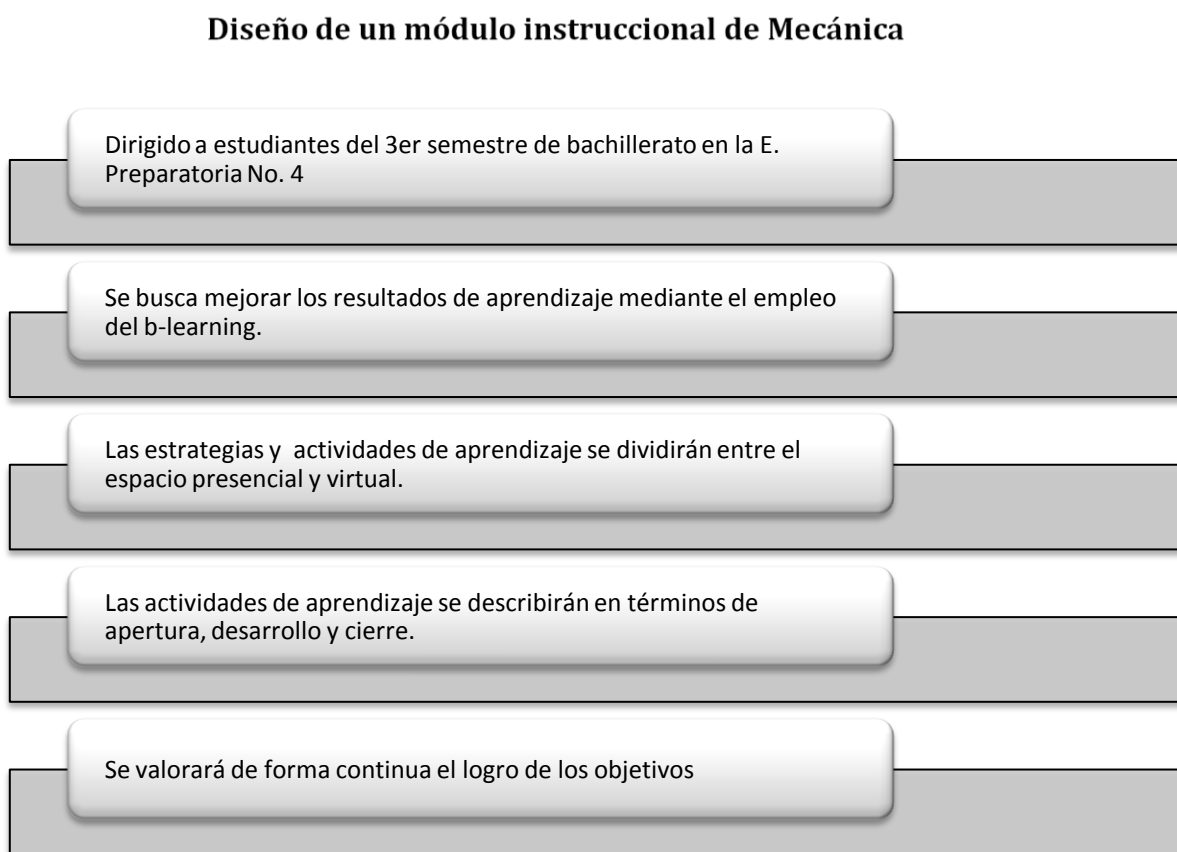 Diseño de un módulo instruccional de Mecánica
Dirigido a estudiantes del 3er semestre de bachillerato en la E.
Preparatoria No. 4
Se busca mejorar los resultados de aprendizaje mediante el empleo
del b-learning.
Las estrategias y actividades de aprendizaje se dividirán entre el
espacio presencial y virtual.
Las actividades de aprendizaje se describirán en términos de
apertura, desarrollo y cierre.
Se valorará de forma continua el logro de los objetivos